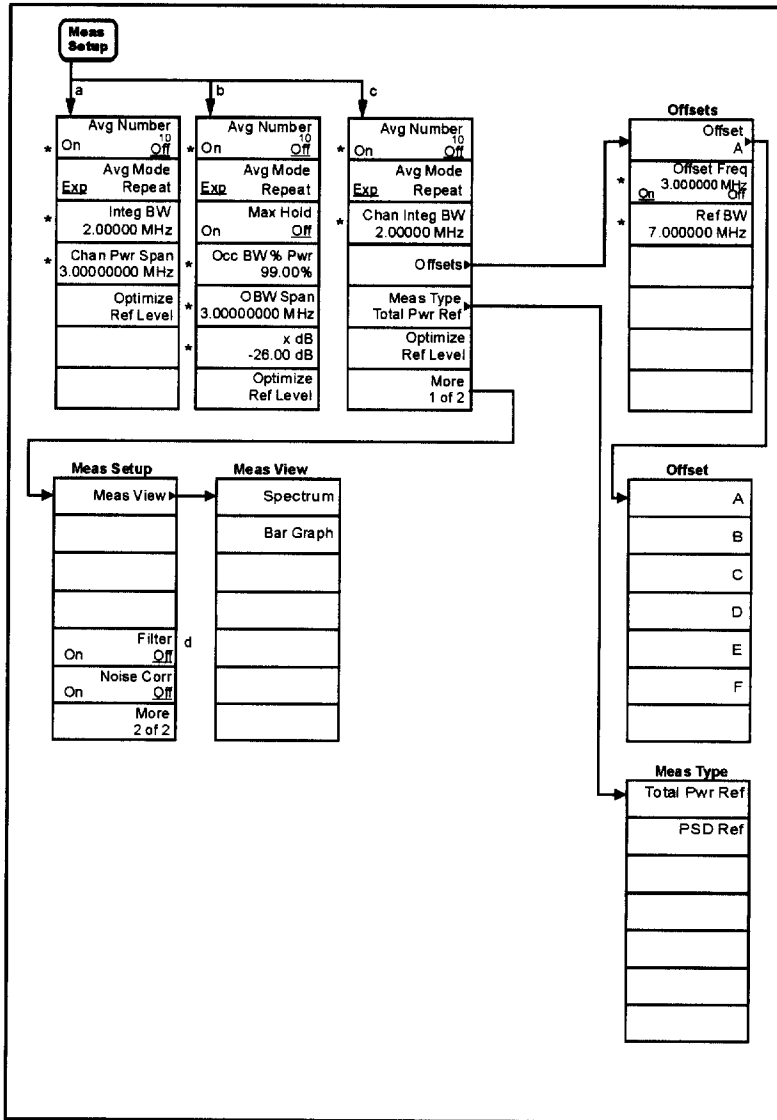 Meas
Setup
a
b
c
*
Avg Number
10
On Off
Avg Mode
Exp Repeat
*
Integ BW
2.00000 MHz
*
Chan Pwr Span
3.00000000 MHz
Optimize
Ref Level
*
Avg Number
10
On Off
Avg Mode
Exp Repeat
Max Hold
On Off
*
Occ BW % Pwr
99.00%
*
OBW Span
3.00000000 MHz
*
x dB
-26.00 dB
Optimize
Ref Level
*
Avg Number
10
On Off
Avg Mode
Exp Repeat
*
Chan Integ BW
2.00000 MHz
Offsets
Meas Type
Total Pwr Ref
Optimize
Ref Level
More
1 of 2
Offsets
Offset
A
*
Offset Freq
3.000000 MHz
On Off
*
Ref BW
7.000000 MHz
Meas Setup
Meas View
Filter
On Off
d
Noise Corr
On Off
More
2 of 2
Meas View
Spectrum
Bar Graph
Offset
A
B
C
D
E
F
Meas Type
Total Pwr Ref
PSD Ref